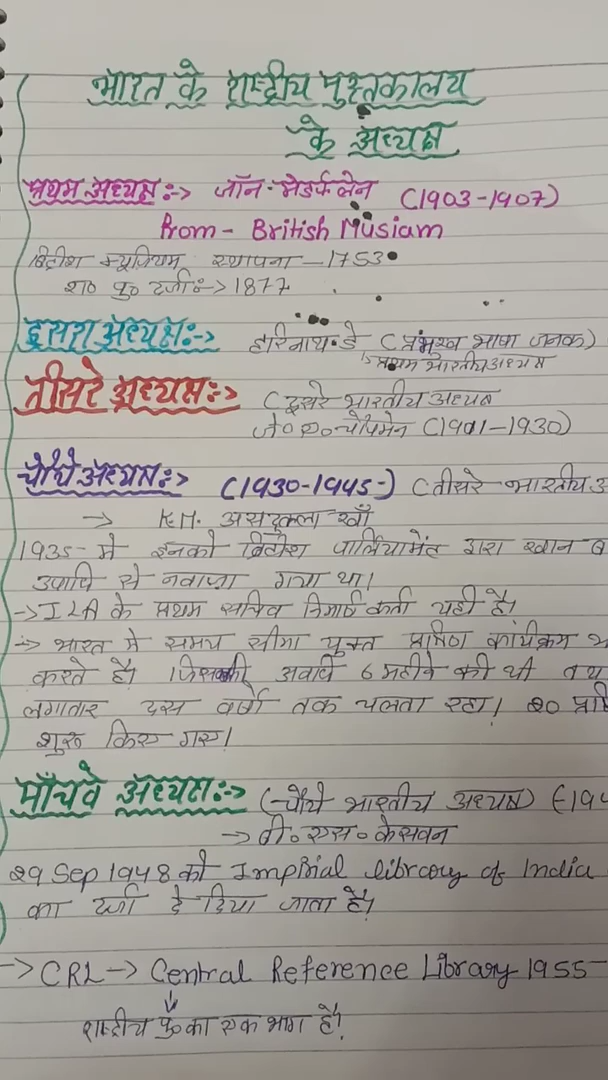 भारत के राष्ट्रीय पुस्तकालय
के अध्यक्ष
प्रथम अध्यक्ष :-> जॉन मेडर्कलेन (1903-1907)
From - British Musiam
ब्रिटीश म्यूजियम स्थापना - 1753
रा० पु० दर्जा :-> 1877
दुसरा अध्यक्ष :-> हरिनाथ डे (प्रंमुख भाषा जनक)
प्रथम भारतीय अध्यक्ष
तीसरे अध्यक्ष :-> (दूसरे भारतीय अध्यक्ष
जे० ए० चैपमेन (1911-1930)
चौथे अध्यक्ष :-> (1930-1945-) (तीसरे भारतीय अ
-> K.M. असदुल्ला खाँ
1935 मे इनको ब्रिटीश पार्लियामेंट द्वारा खान ब
उपाधि से नवाजा गया था।
-> ILA के प्रथम सचिव निर्माण कर्ता यही है।
-> भारत मे समय सीमा युक्त कार्यक्रम
करते है। जिसकी अवधि 6 महीने की थी
लगातार दस वर्षो तक चलता रहा। 20 प्रशि
शुरू किए गए।
पाँचवे अध्यक्ष :-> (चौथे भारतीय अध्यक्ष) (-194
-> बी० एस० केसवन
29 Sep 1948 को Imprial library of India
का दर्जा दे दिया जाता है।
-> CRL -> Central Reference Library 1955-
राष्ट्रीय पु० का एक भाग है।